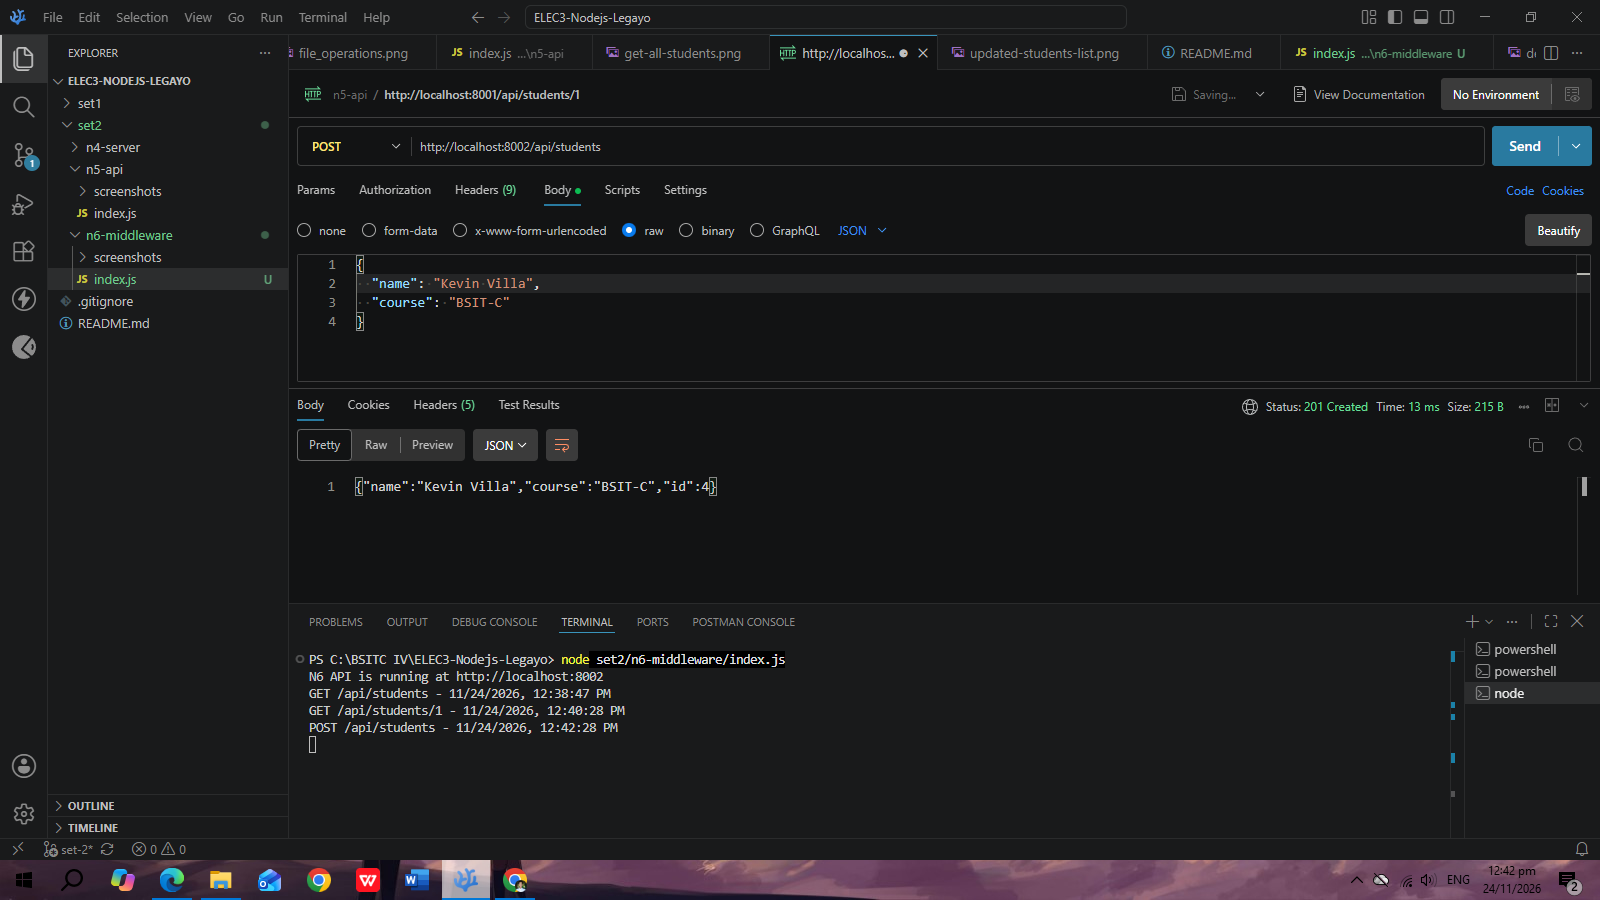 File Edit Selection View Go Run Terminal Help
ELEC3-Nodejs-Legayo
EXPLORER
ELEC3-NODEJS-LEGAYO
set1
set2
n4-server
n5-api
screenshots
JS index.js
n6-middleware
screenshots
JS index.js U
.gitignore
README.md
OUTLINE
TIMELINE
file_operations.png
JS index.js ...\n5-api
get-all-students.png
HTTP http://localhos...
updated-students-list.png
README.md
JS index.js ...\n6-middleware U
HTTP n5-api / http://localhost:8001/api/students/1
Saving...
View Documentation
No Environment
POST http://localhost:8002/api/students
Send
Params Authorization Headers (9) Body Scripts Settings
Code Cookies
none form-data x-www-form-urlencoded raw binary GraphQL JSON
Beautify
1 {
2 "name": "Kevin Villa",
3 "course": "BSIT-C"
4 }
Body Cookies Headers (5) Test Results
Status: 201 Created Time: 13 ms Size: 215 B
Pretty Raw Preview JSON
1 {"name":"Kevin Villa","course":"BSIT-C","id":4}
PROBLEMS OUTPUT DEBUG CONSOLE TERMINAL PORTS POSTMAN CONSOLE
PS C:\BSITC IV\ELEC3-Nodejs-Legayo> node set2/n6-middleware/index.js
N6 API is running at http://localhost:8002
GET /api/students - 11/24/2026, 12:38:47 PM
GET /api/students/1 - 11/24/2026, 12:40:28 PM
POST /api/students - 11/24/2026, 12:42:28 PM
powershell
powershell
node
1
set-2* 0 0
W
W
ENG
12:42 pm
24/11/2026
2